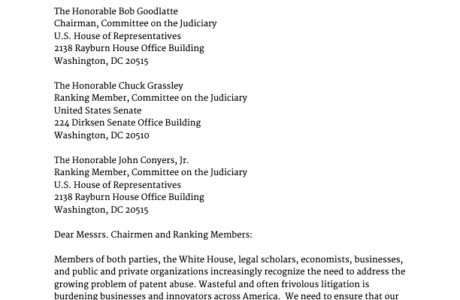 The Honorable Bob Goodlatte
Chairman, Committee on the Judiciary
U.S. House of Representatives
2138 Rayburn House Office Building
Washington, DC 20515
The Honorable Chuck Grassley
Ranking Member, Committee on the Judiciary
United States Senate
224 Dirksen Senate Office Building
Washington, DC 20510
The Honorable John Conyers, Jr.
Ranking Member, Committee on the Judiciary
U.S. House of Representatives
2138 Rayburn House Office Building
Washington, DC 20515
Dear Messrs. Chairmen and Ranking Members:
Members of both parties, the White House, legal scholars, economists, businesses,
and public and private organizations increasingly recognize the need to address the
growing problem of patent abuse. Wasteful and often frivolous litigation is
burdening businesses and innovators across America.  We need to ensure that our